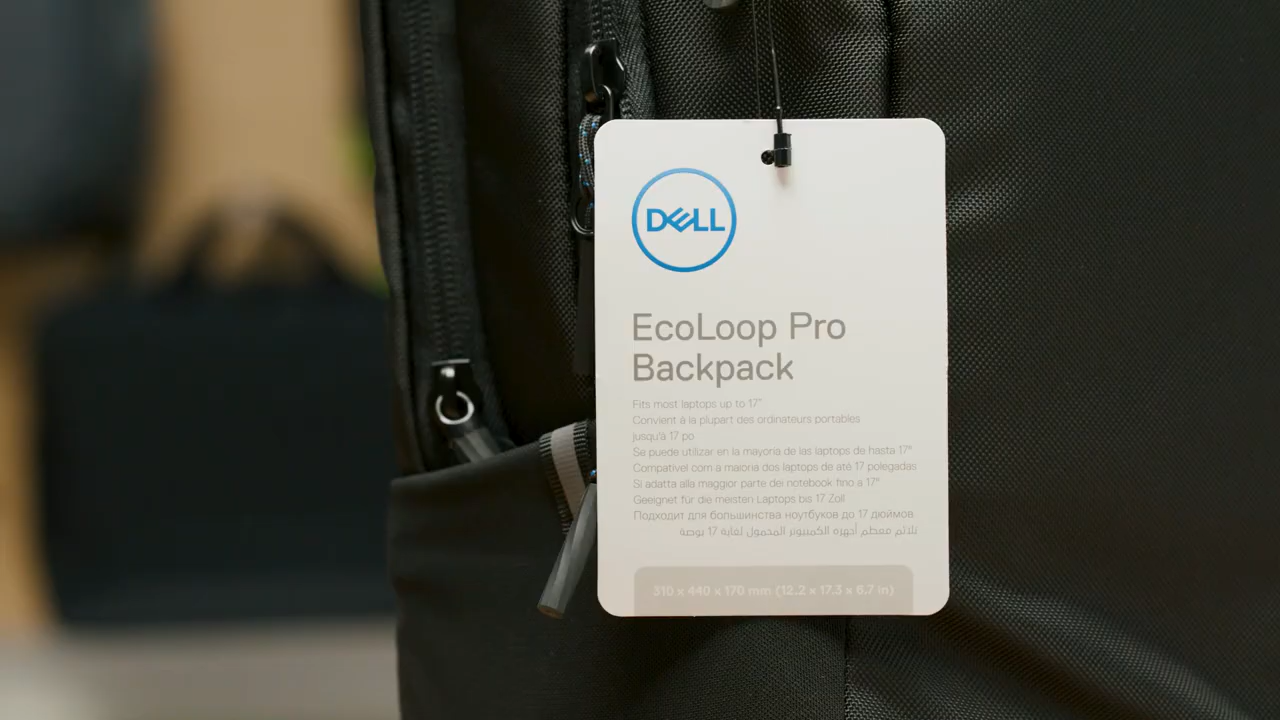 DELL
EcoLoop Pro
Backpack
Fits most laptops up to 17"
Convient à la plupart des ordinateurs portables
jusqu'à 17 po
Se puede utilizar en la mayoría de las laptops de hasta 17"
Compatível com a maioria dos laptops de até 17 polegadas
Si adatta alla maggior parte dei notebook fino a 17"
Geeignet für die meisten Laptops bis 17 Zoll
Подходит для большинства ноутбуков до 17 дюймов
تلائم معظم أجهزة الكمبيوتر المحمول لغاية 17 بوصة
310 x 440 x 170 mm (12.2 x 17.3 x 6.7 in)